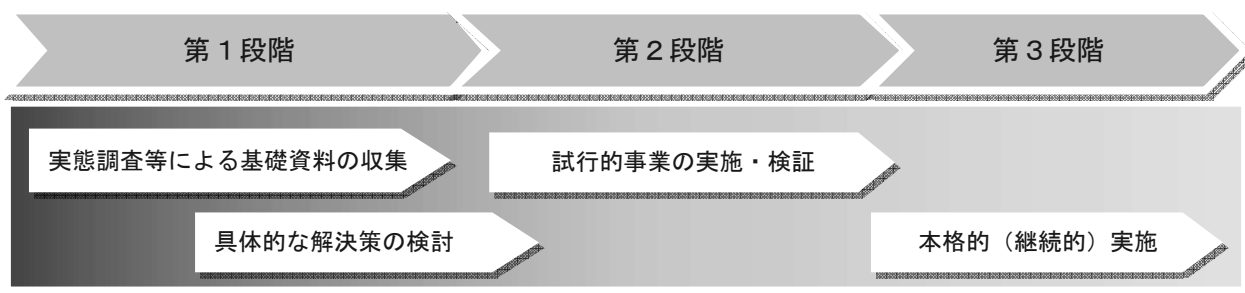 第１段階
第２段階
第３段階
実態調査等による基礎資料の収集
試行的事業の実施・検証
具体的な解決策の検討
本格的（継続的）実施